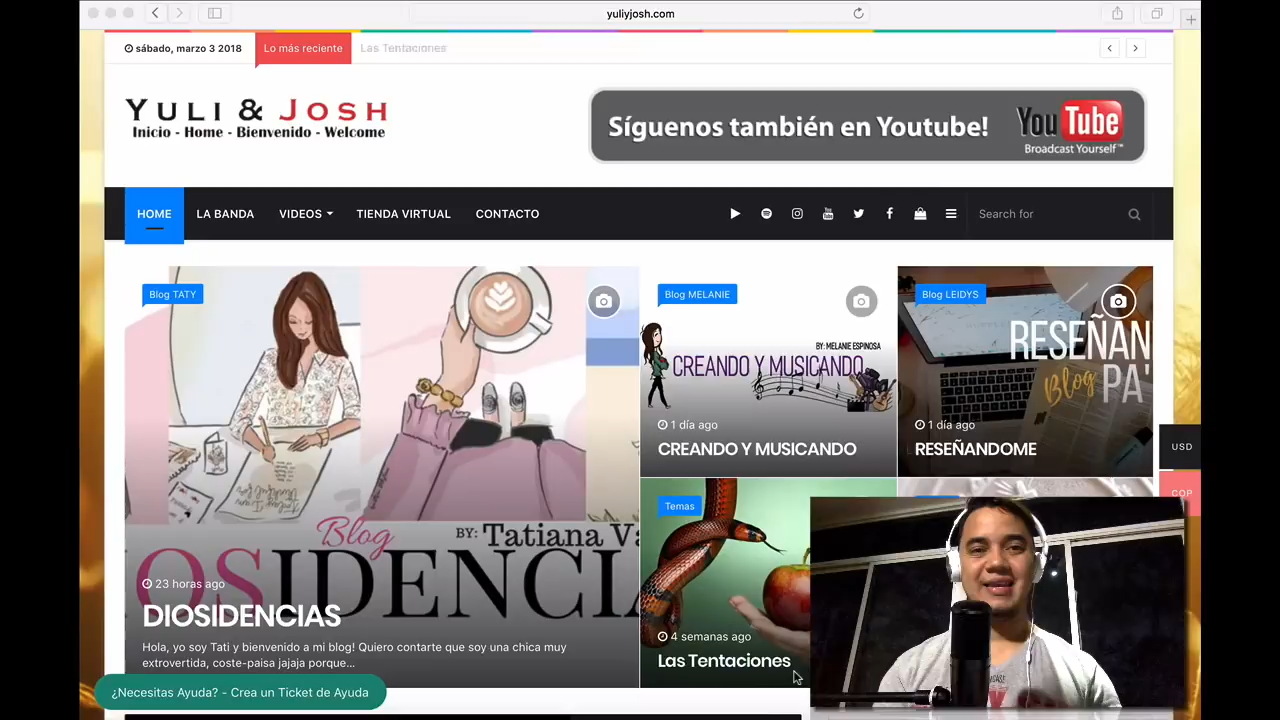 yuliyjosh.com
sábado, marzo 3 2018
Lo más reciente
Las Tentaciones
YULI & JOSH
Inicio - Home - Bienvenido - Welcome
Síguenos también en Youtube!
YouTube
Broadcast Yourself™
HOME
LA BANDA
VIDEOS
TIENDA VIRTUAL
CONTACTO
Search for
Blog TATY
Blog
BY: Tatiana Va
OSIDENCIA
23 horas ago
DIOSIDENCIAS
Hola, yo soy Tati y bienvenido a mi blog! Quiero contarte que soy una chica muy
extrovertida, coste-paisa jajaja porque...
Blog MELANIE
BY: MELANIE ESPINOSA
CREANDO Y MUSICANDO
1 día ago
CREANDO Y MUSICANDO
Blog LEIDYS
RESEÑAN
Blog PA'
1 día ago
RESEÑANDOME
Temas
4 semanas ago
Las Tentaciones
USD
COP
¿Necesitas Ayuda? - Crea un Ticket de Ayuda